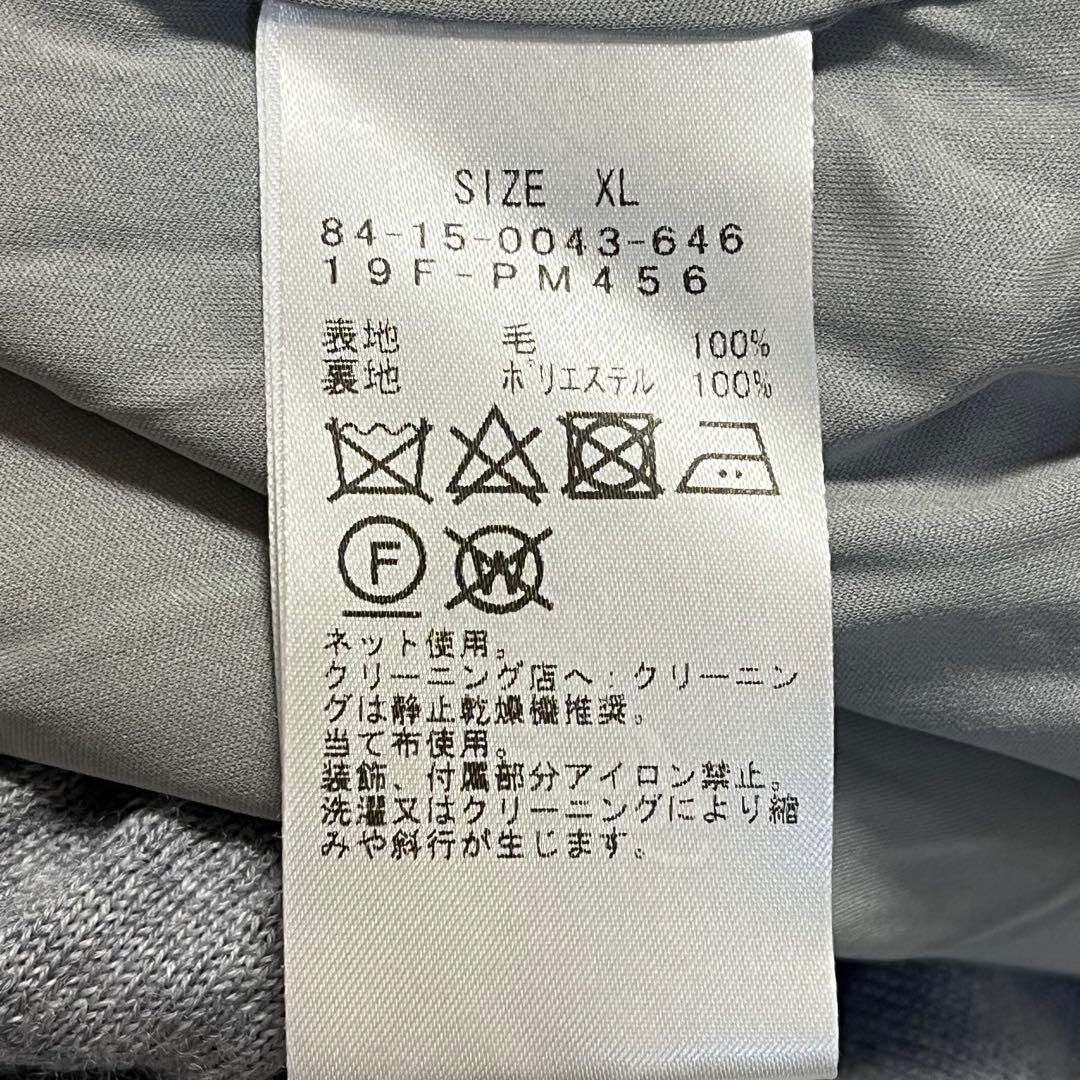 SIZE XL
84-15-0043-646
19F-PM456
表地 毛 100%
裏地 ポリエステル 100%
F
W
ネット使用。
クリーニング店へ:クリーニン
グは静止乾燥機推奨。
当て布使用。
装飾、付属部分アイロン禁止。
洗濯又はクリーニングにより縮
みや斜行が生じます。